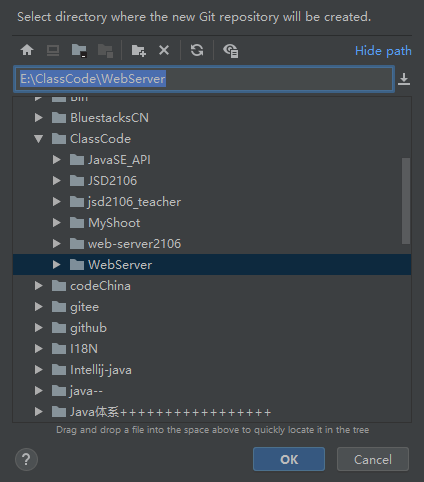 Select directory where the new Git repository will be created.
Hide path
E:\ClassCode\WebServer
Bin
BluestacksCN
ClassCode
JavaSE_API
JSD2106
jsd2106_teacher
MyShoot
web-server2106
WebServer
codeChina
gitee
github
I18N
Intellij-java
java--
Java体系+++++++++++++++++
Drag and drop a file into the space above to quickly locate it in the tree
?
OK
Cancel